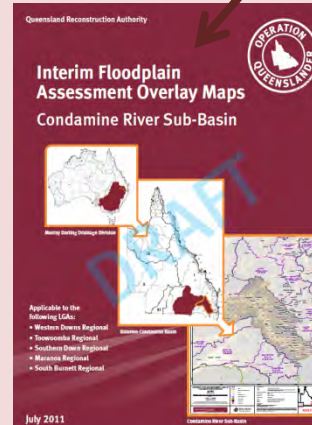 Queensland Reconstruction Authority
OPERATION
QUEENSLANDER
Interim Floodplain
Assessment Overlay Maps
Condamine River Sub-Basin
Murray Darling Drainage Division
DRAFT
Balonne-Condamine Basin
Applicable to the
following LGAs:
• Western Downs Regional
• Toowoomba Regional
• Southern Down Regional
• Maranoa Regional
• South Burnett Regional
July 2011
Condamine River Sub-Basin